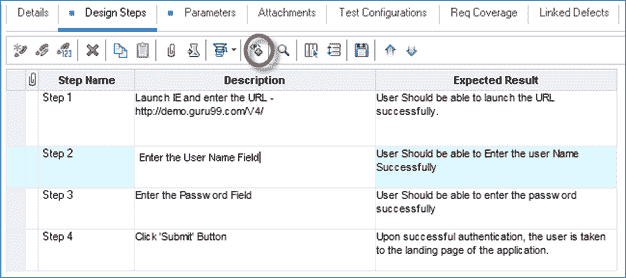 Details Design Steps Parameters Attachments Test Configurations Req Coverage Linked Defects
Step Name Description Expected Result
Step 1 Launch IE and enter the URL - User Should be able to launch the URL
http://demo.guru99.com/V4/ successfully.
Step 2 Enter the User Name Field User Should be able to Enter the user Name
Successfully
Step 3 Enter the Password Field User Should be able to enter the password
successfully
Step 4 Click 'Submit' Button Upon successful authentication, the user is taken
to the landing page of the application.